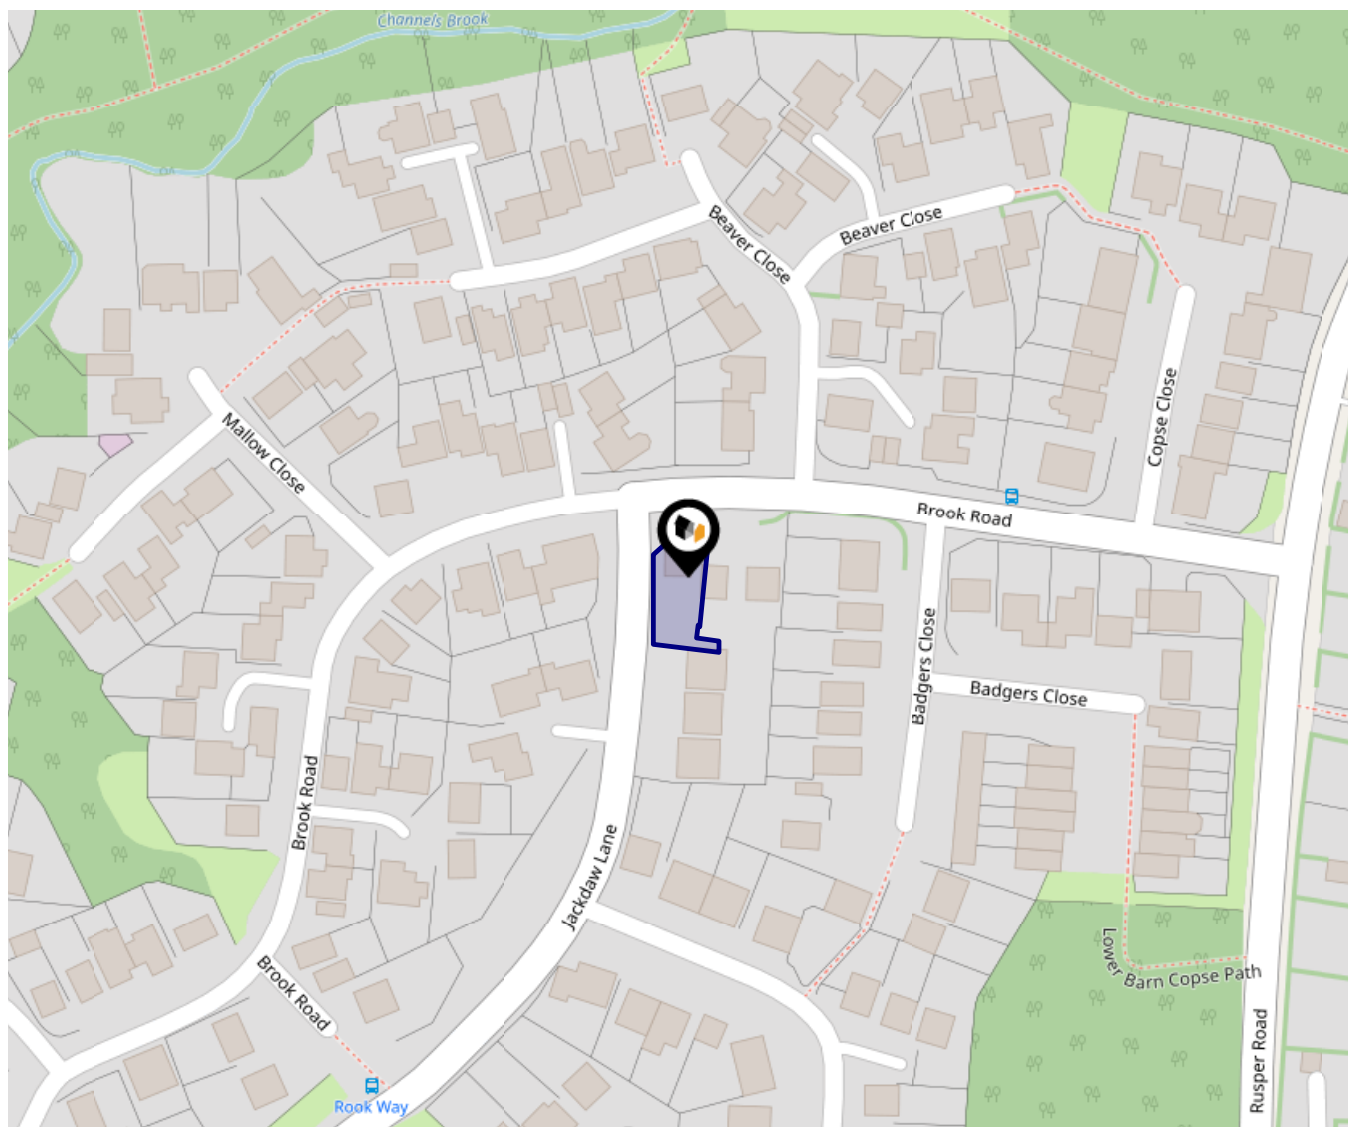 Channels Brook
Beaver Close
Beaver Close
Copse Close
Mallow Close
Brook Road
Badgers Close
Badgers Close
Brook Road
Jackdaw Lane
Lower Barn Copse Path
Brook Road
Rusper Road
Rook Way